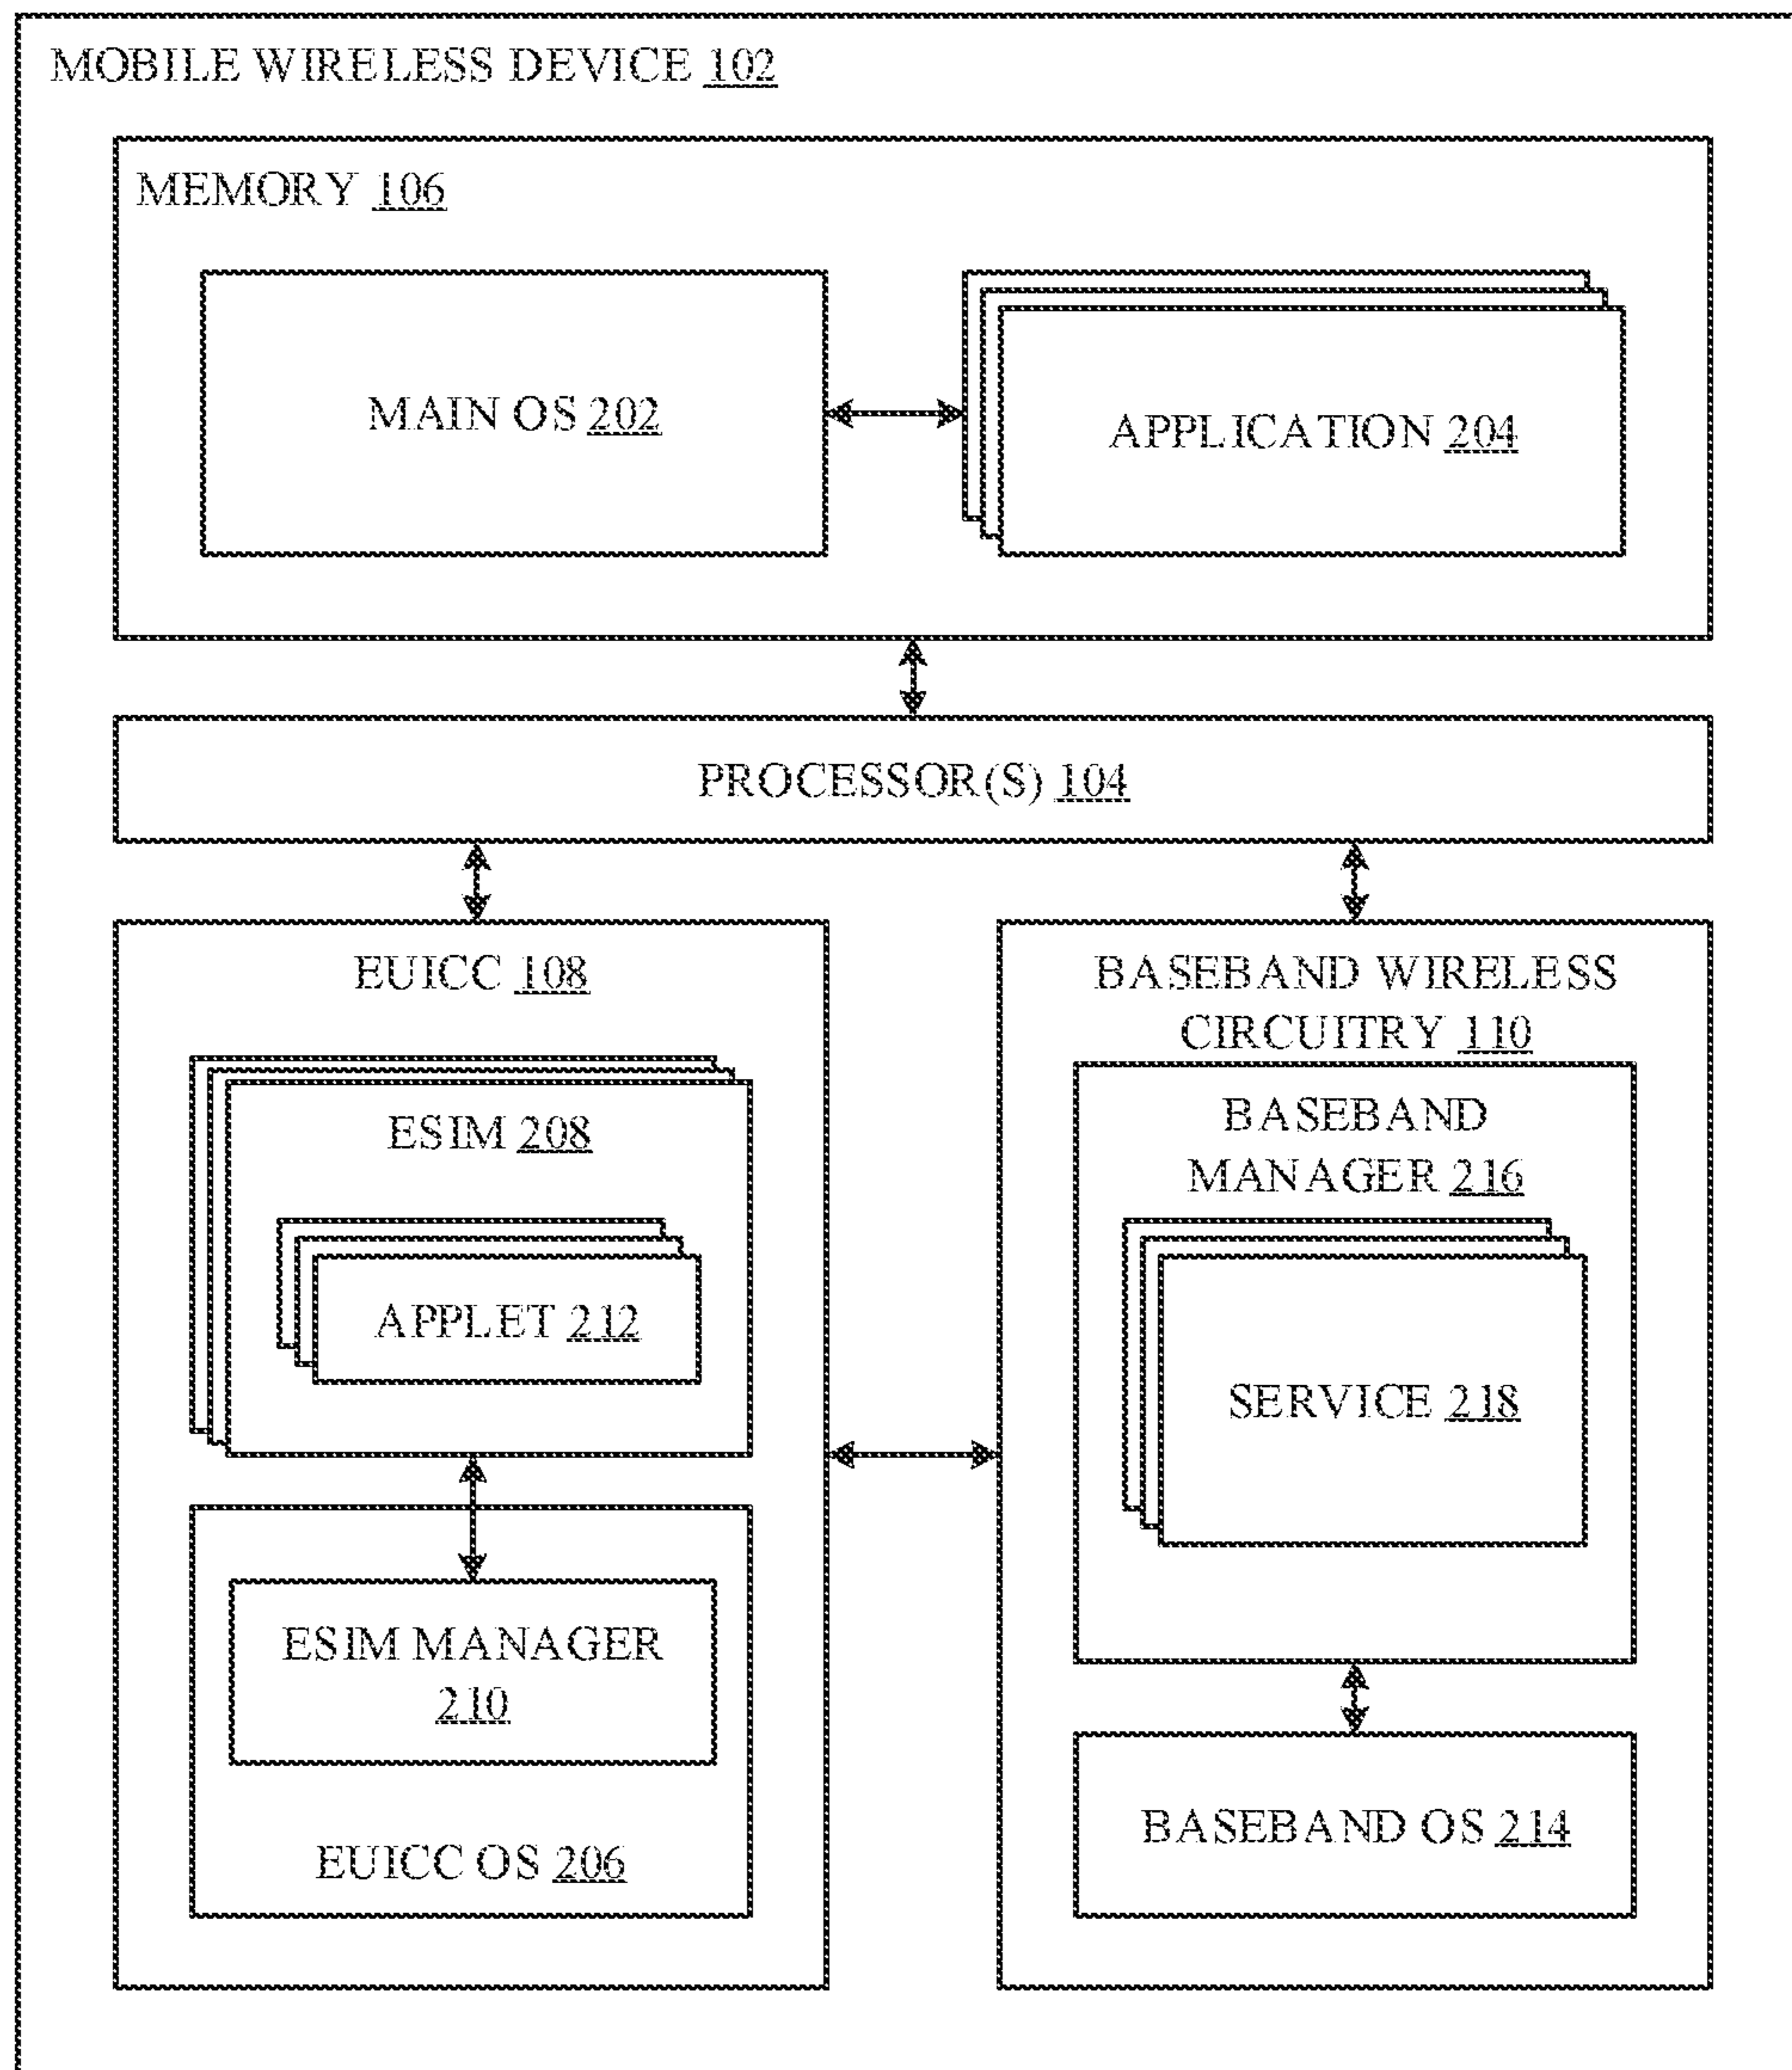 MOBILE WIRELESS DEVICE 102
MEMORY 106
MAIN OS 202
APPLICATION 204
PROCESSOR(S) 104
EUICC 108
ESIM 208
APPLET 212
ESIM MANAGER
210
EUICC OS 206
BASEBAND WIRELESS
CIRCUITRY 110
BASEBAND
MANAGER 216
SERVICE 218
BASEBAND OS 214